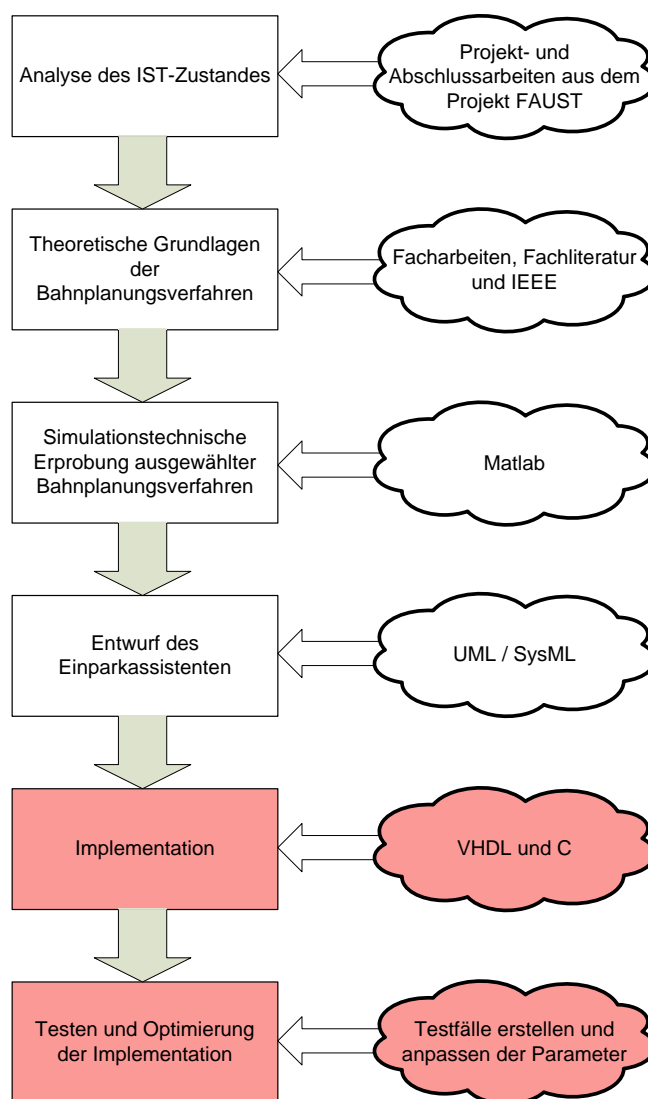 Analyse des IST-Zustandes
Projekt- und
Abschlussarbeiten aus dem
Projekt FAUST
Theoretische Grundlagen
der
Bahnplanungsverfahren
Facharbeiten, Fachliteratur
und IEEE
Simulationstechnische
Erprobung ausgewählter
Bahnplanungsverfahren
Matlab
Entwurf des
Einparkassistenten
UML / SysML
Implementation
VHDL und C
Testen und Optimierung
der Implementation
Testfälle erstellen und
anpassen der Parameter